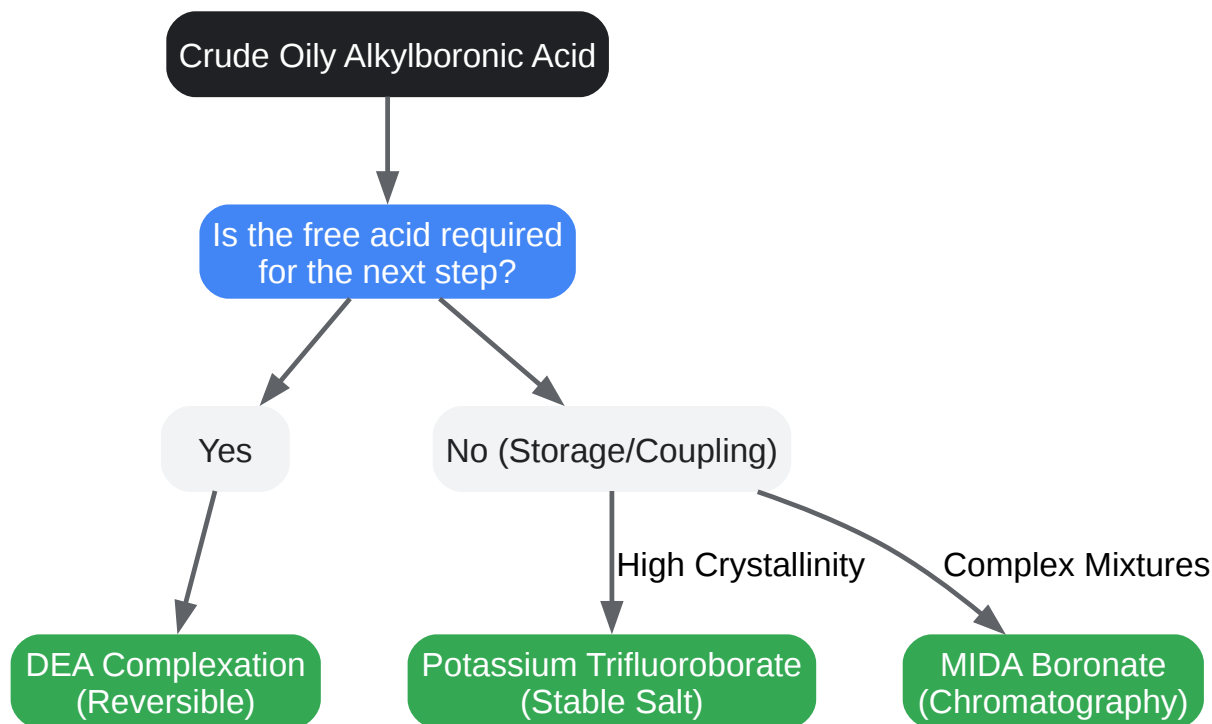 Crude Oily Alkylboronic Acid
Is the free acid required
for the next step?
Yes
No (Storage/Coupling)
High Crystallinity
Complex Mixtures
DEA Complexation
(Reversible)
Potassium Trifluoroborate
(Stable Salt)
MIDA Boronate
(Chromatography)